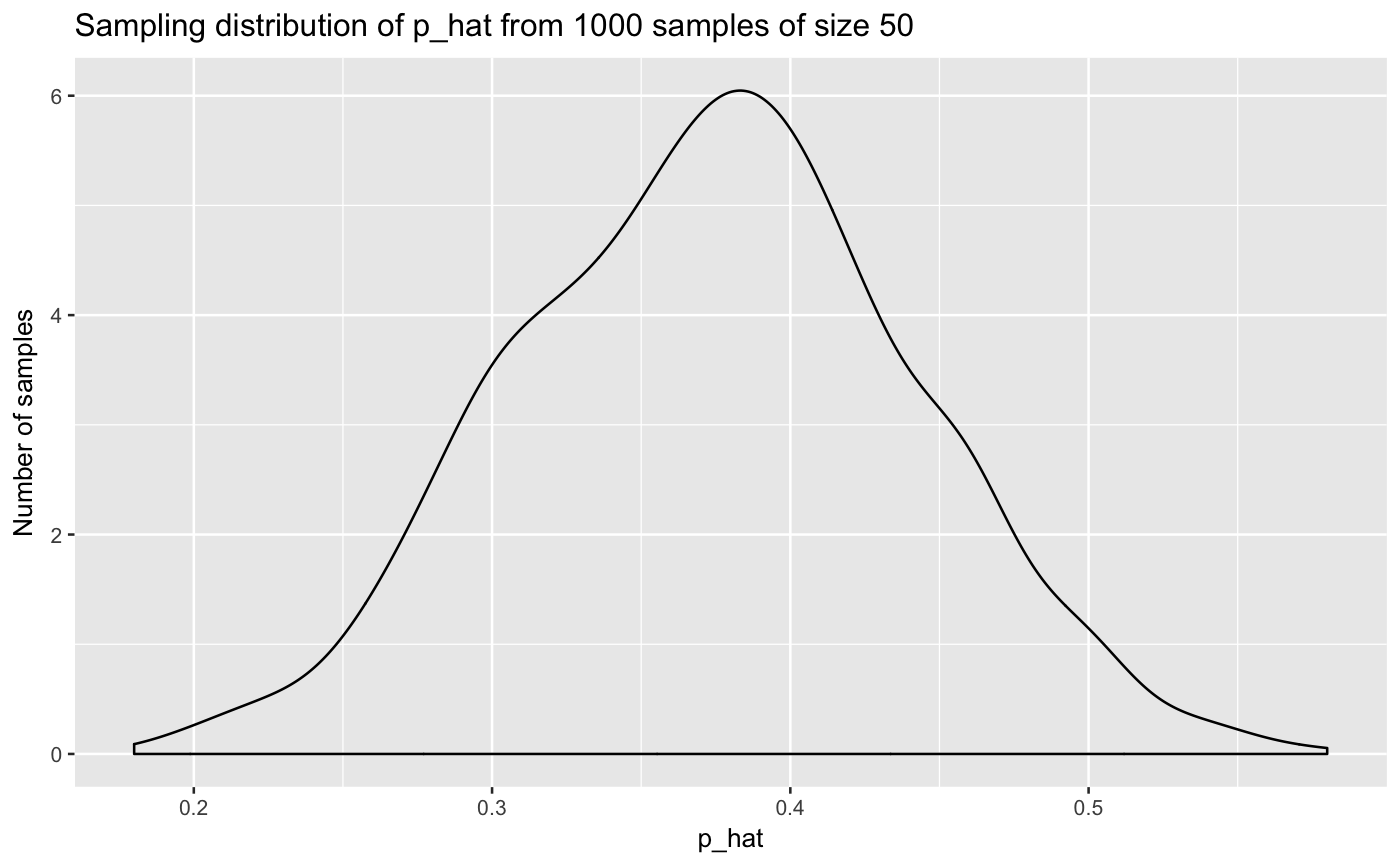 Sampling distribution of p_hat from 1000 samples of size 50
Number of samples
6
4
2
0
0.2 0.3 0.4 0.5
p_hat